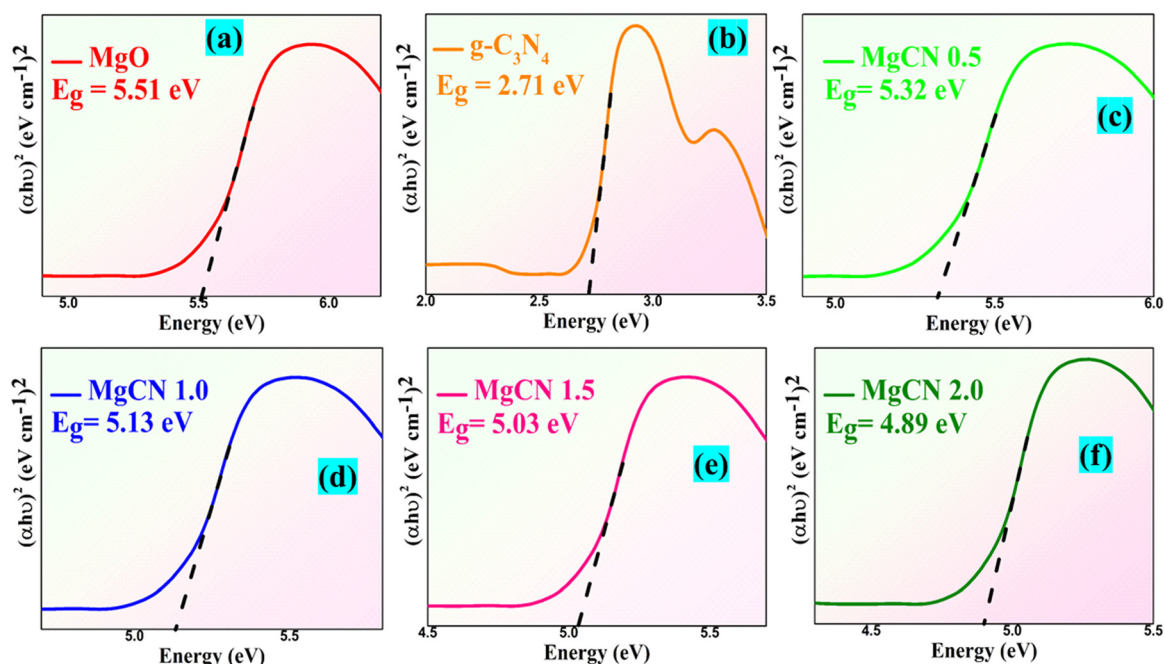 (a)
MgO
Eg = 5.51 eV
(αhυ)² (eV cm⁻¹)²
5.0 5.5 6.0
Energy (eV)
(b)
g-C₃N₄
Eg = 2.71 eV
(αhυ)² (eV cm⁻¹)²
2.0 2.5 3.0 3.5
Energy (eV)
MgCN 0.5
Eg= 5.32 eV
(c)
(αhυ)² (eV cm⁻¹)²
5.0 5.5 6.0
Energy (eV)
MgCN 1.0
Eg= 5.13 eV
(d)
(αhυ)² (eV cm⁻¹)²
5.0 5.5
Energy (eV)
MgCN 1.5
Eg= 5.03 eV
(e)
(αhυ)² (eV cm⁻¹)²
4.5 5.0 5.5
Energy (eV)
MgCN 2.0
Eg= 4.89 eV
(f)
(αhυ)² (eV cm⁻¹)²
4.5 5.0 5.5
Energy (eV)